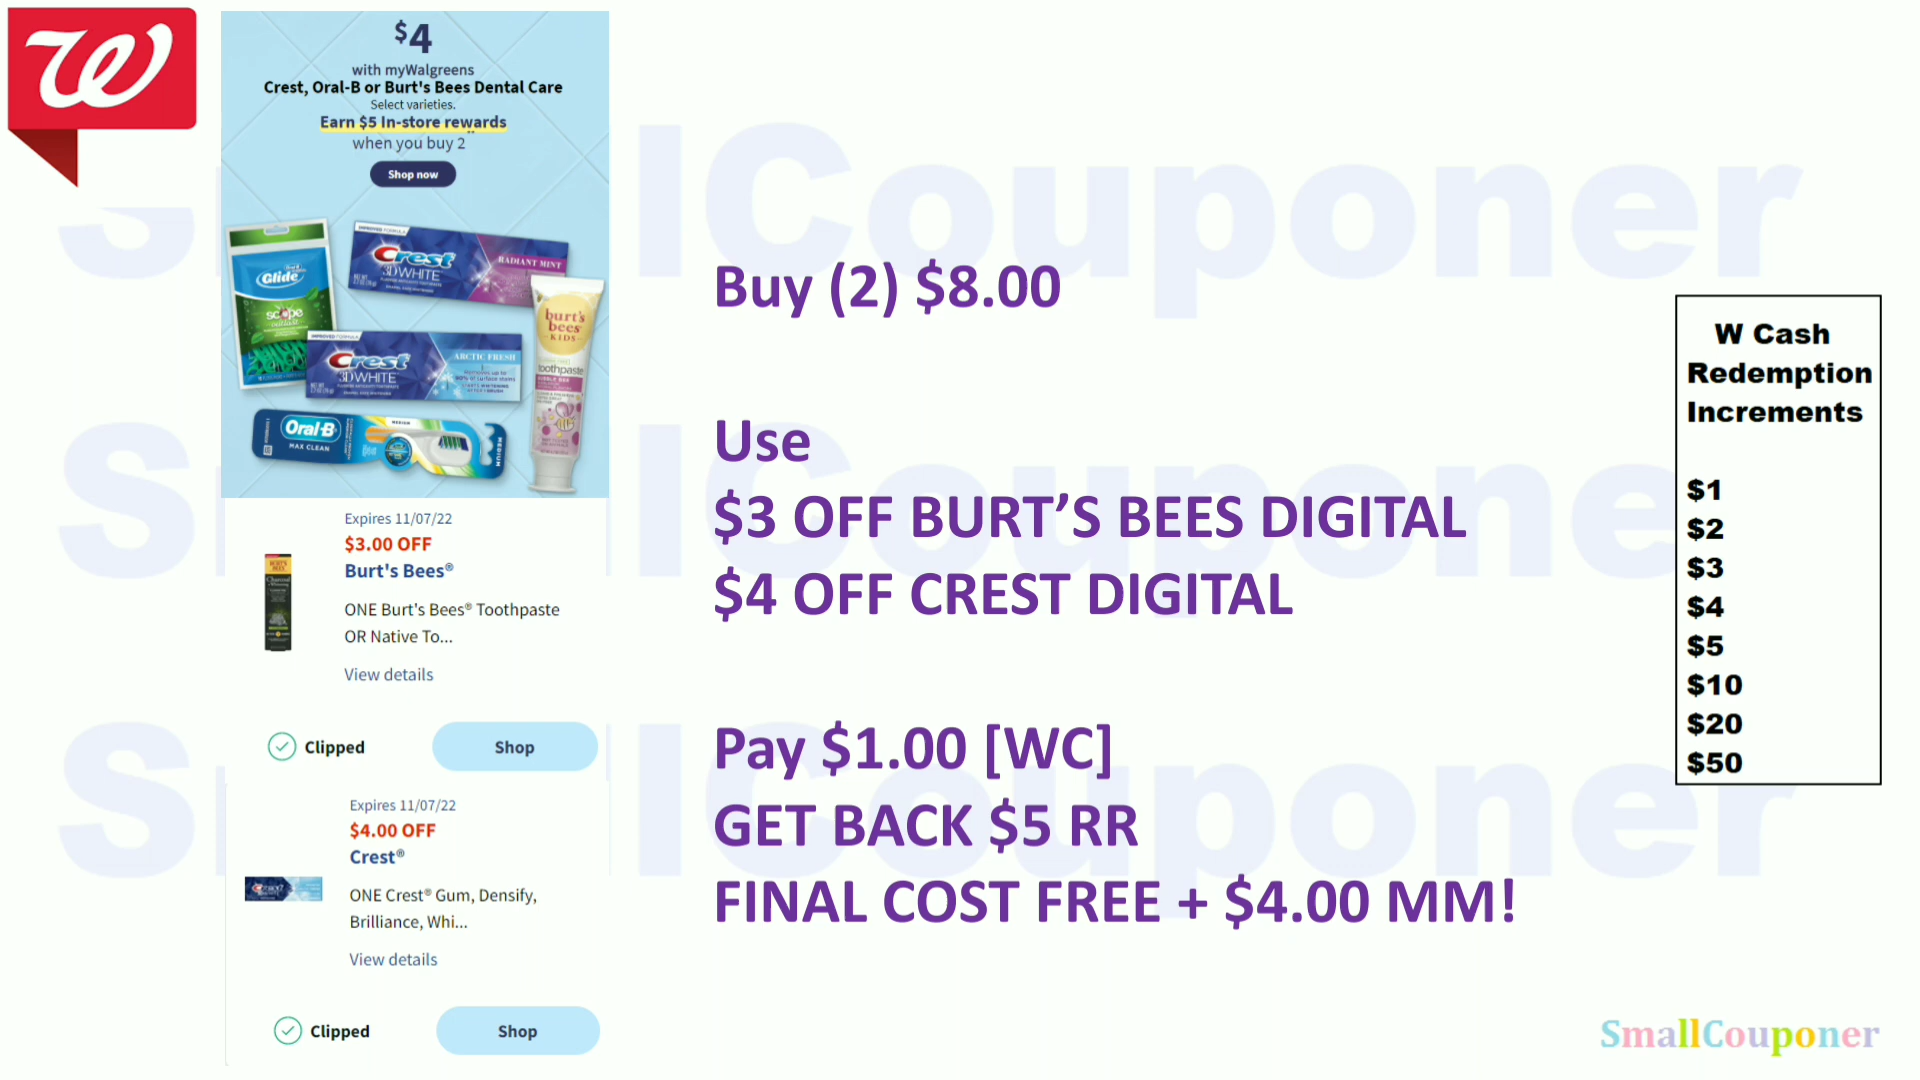 $4
with myWalgreens
Crest, Oral-B or Burt's Bees Dental Care
Select varieties.
Earn $5 In-store rewards
when you buy 2
Shop now
Glide
scope
outlast
Crest
3D WHITE
RADIANT MINT
burt's
bees
KIDS
toothpaste
Crest
3D WHITE
ARCTIC FRESH
Oral-B
MAX CLEAN
MEDIUM
MEDIUM
Expires 11/07/22
$3.00 OFF
Burt's Bees®
ONE Burt's Bees® Toothpaste
OR Native To...
View details
Clipped
Shop
Expires 11/07/22
$4.00 OFF
Crest®
ONE Crest® Gum, Densify,
Brilliance, Whi...
View details
Clipped
Shop
Buy (2) $8.00
Use
$3 OFF BURT’S BEES DIGITAL
$4 OFF CREST DIGITAL
Pay $1.00 [WC]
GET BACK $5 RR
FINAL COST FREE + $4.00 MM!
W Cash
Redemption
Increments
$1
$2
$3
$4
$5
$10
$20
$50
SmallCouponer